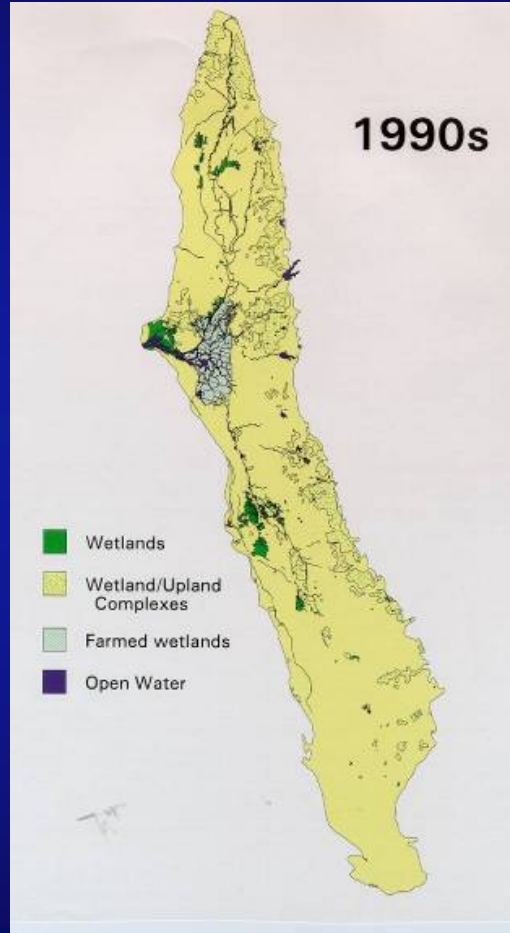 1990s
Wetlands
Wetland/Upland
Complexes
Farmed wetlands
Open Water